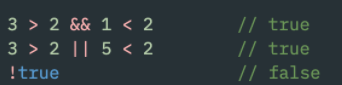 3 > 2 && 1 < 2 // true
3 > 2 || 5 < 2 // true
!true // false